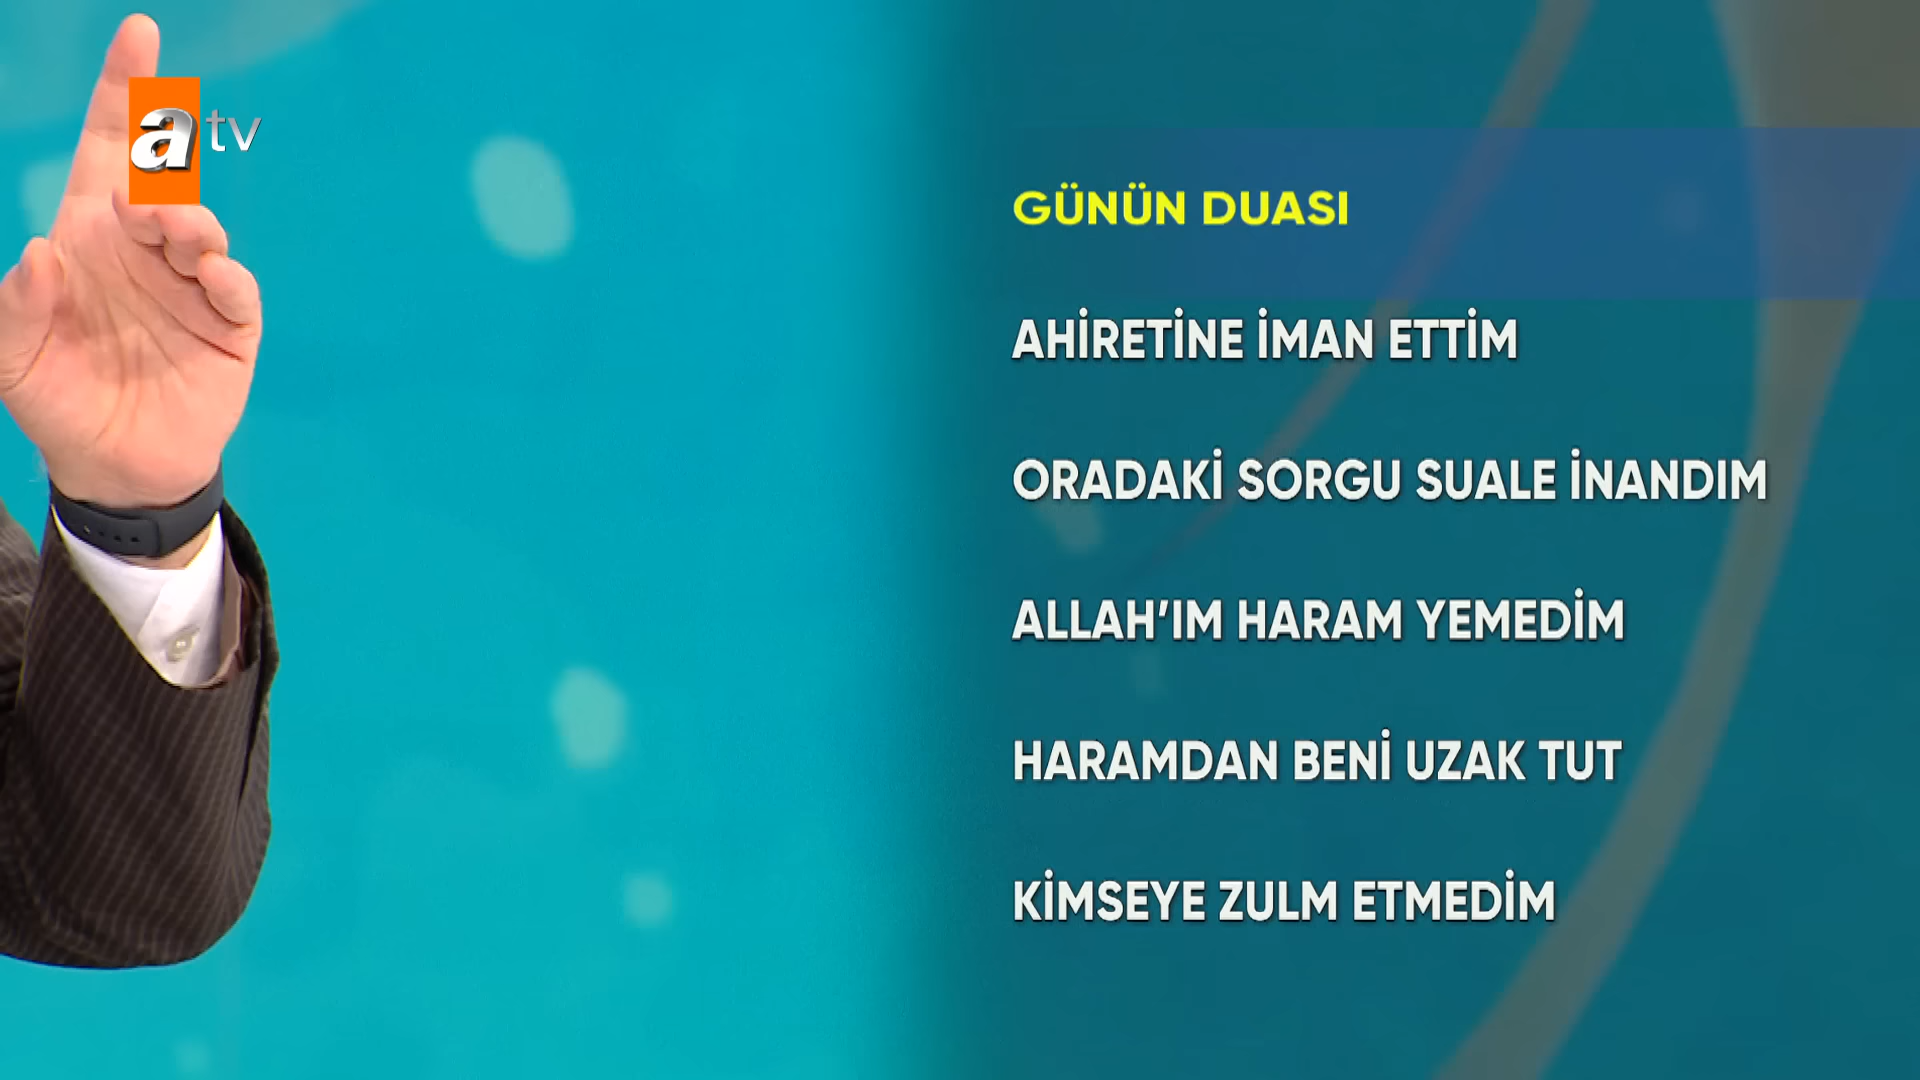 atv
GÜNÜN DUASI
AHİRETİNE İMAN ETTİM
ORADAKİ SORGU SUALE İNANDIM
ALLAH’IM HARAM YEMEDİM
HARAMDAN BENİ UZAK TUT
KİMSEYE ZULM ETMEDİM